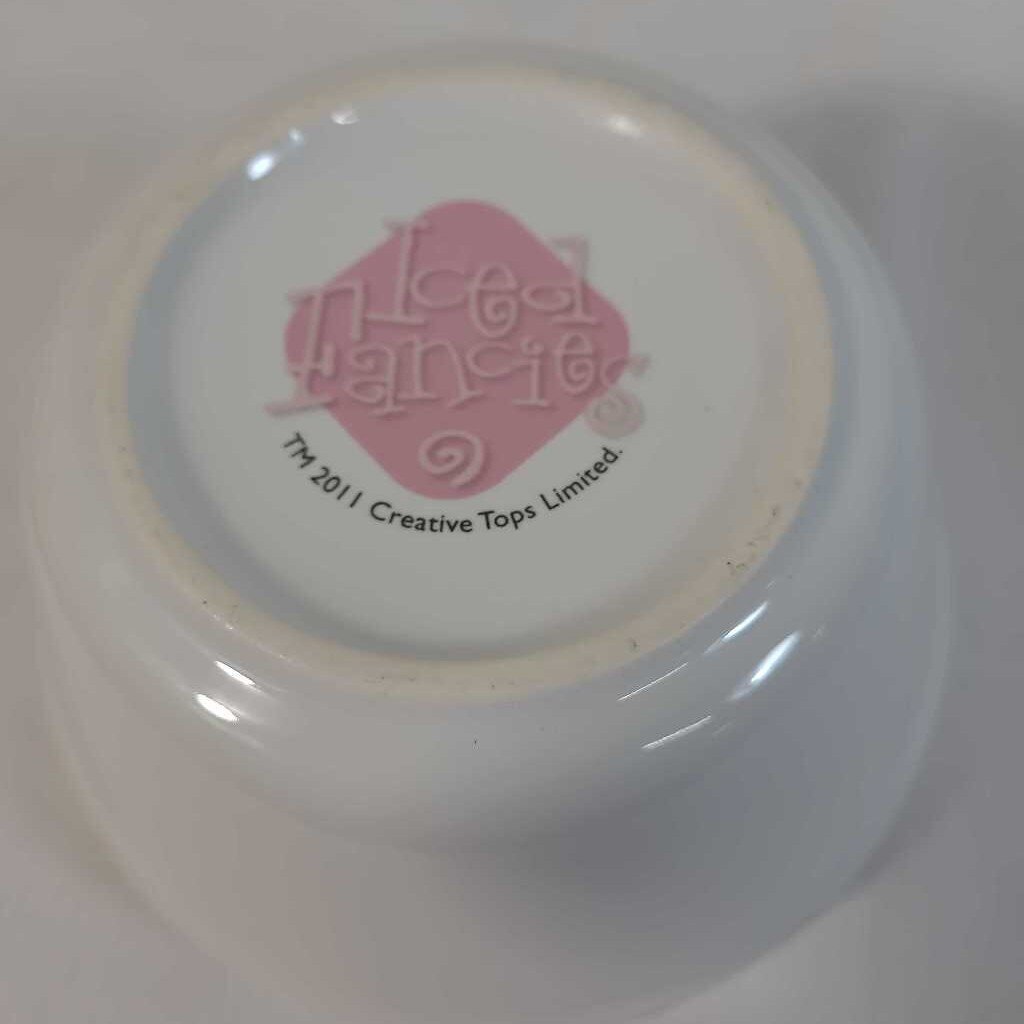 Iced
Fancies
TM 2011 Creative Tops Limited.